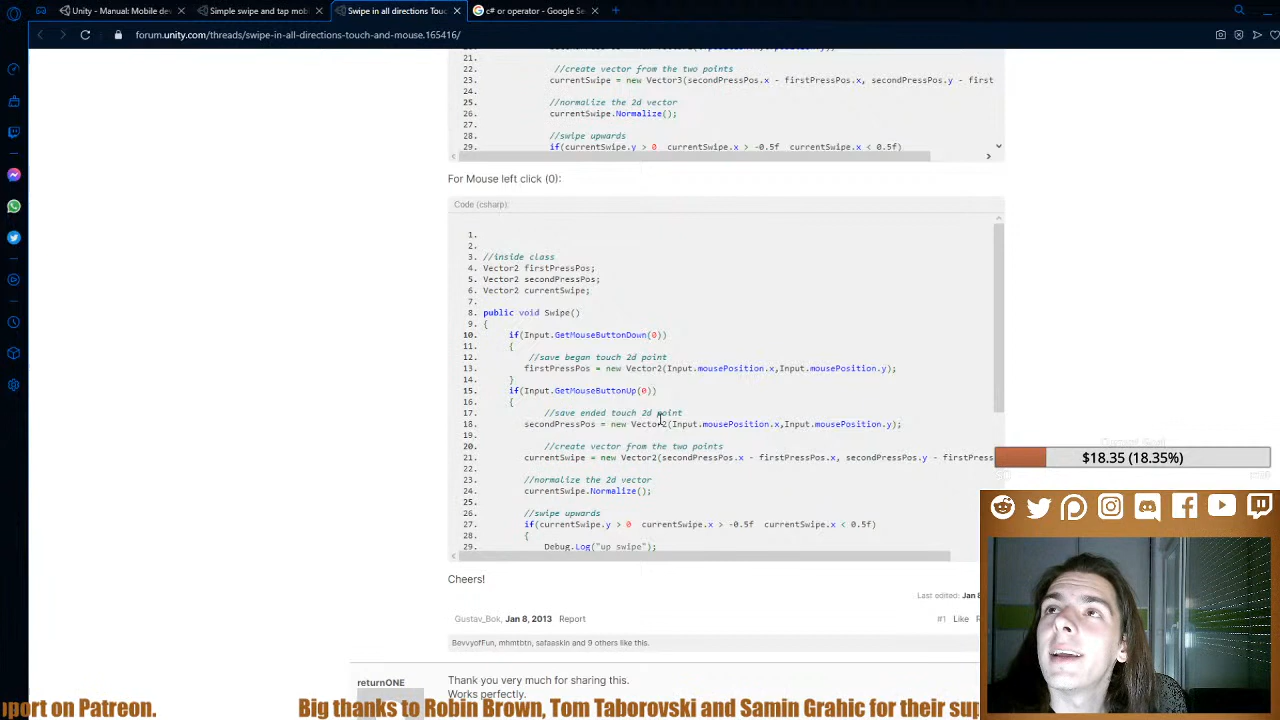 Unity - Manual: Mobile dev
Simple swipe and tap mob
Swipe in all directions Touc
c# or operator - Google Se
forum.unity.com/threads/swipe-in-all-directions-touch-and-mouse.165416/
21.
22. //create vector from the two points
23. currentSwipe = new Vector3(secondPressPos.x - firstPressPos.x, secondPressPos.y - first
24.
25. //normalize the 2d vector
26. currentSwipe.Normalize();
27.
28. //swipe upwards
29. if(currentSwipe.y > 0 currentSwipe.x > -0.5f currentSwipe.x < 0.5f)
For Mouse left click (0):
Code (csharp):
1.
2.
3. //inside class
4. Vector2 firstPressPos;
5. Vector2 secondPressPos;
6. Vector2 currentSwipe;
7.
8. public void Swipe()
9. {
10. if(Input.GetMouseButtonDown(0))
11. {
12. //save began touch 2d point
13. firstPressPos = new Vector2(Input.mousePosition.x,Input.mousePosition.y);
14. }
15. if(Input.GetMouseButtonUp(0))
16. {
17. //save ended touch 2d point
18. secondPressPos = new Vector2(Input.mousePosition.x,Input.mousePosition.y);
19.
20. //create vector from the two points
21. currentSwipe = new Vector2(secondPressPos.x - firstPressPos.x, secondPressPos.y - firstPress
22.
23. //normalize the 2d vector
24. currentSwipe.Normalize();
25.
26. //swipe upwards
27. if(currentSwipe.y > 0 currentSwipe.x > -0.5f currentSwipe.x < 0.5f)
28. {
29. Debug.Log("up swipe");
Current Goal
$18.35 (18.35%)
Cheers!
Last edited: Jan 8
Gustav_Bok, Jan 8, 2013 Report
#1 Like R
BevvyofFun, mhmtbtn, safaaskin and 9 others like this.
returnONE
Thank you very much for sharing this.
Works perfectly.
pport on Patreon. Big thanks to Robin Brown, Tom Taborovski and Samin Grahic for their sup